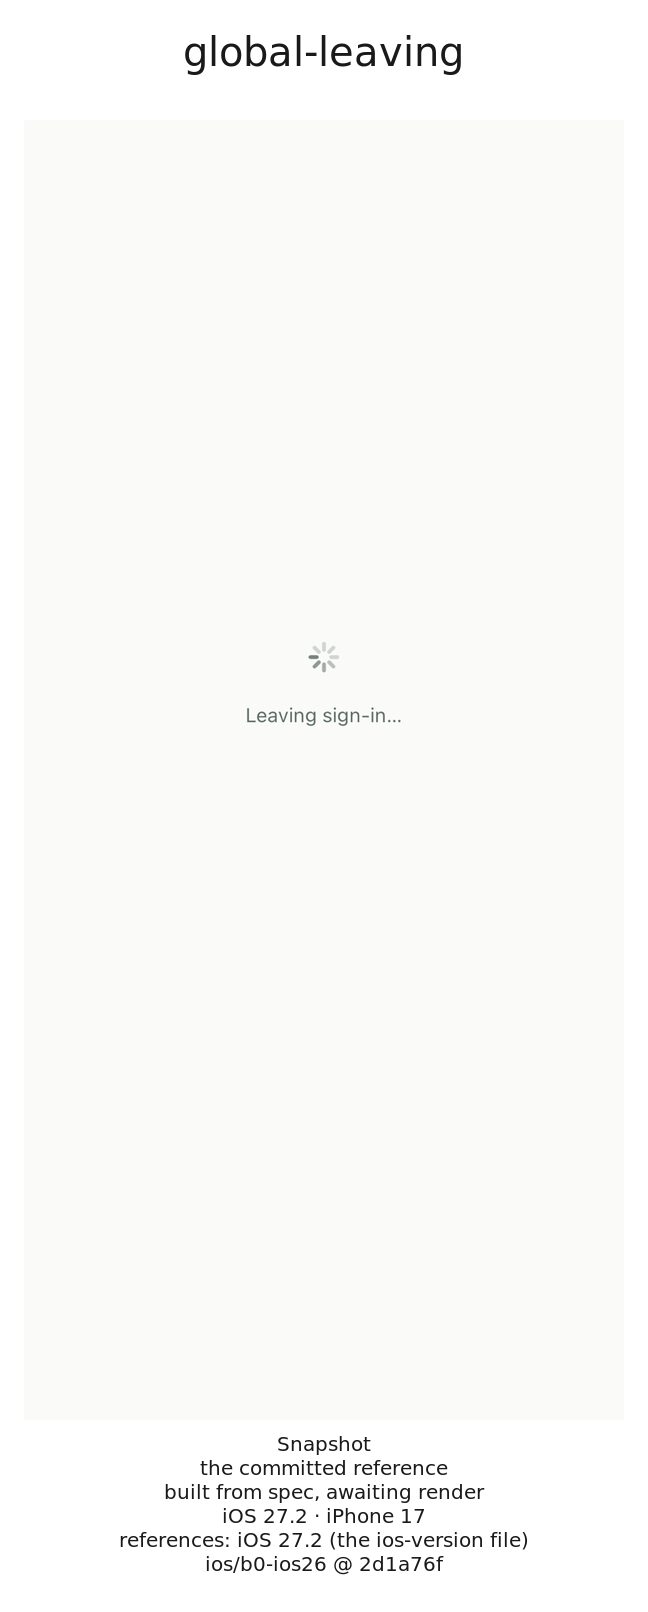 global-leaving
Leaving sign-in…
Snapshot
the committed reference
built from spec, awaiting render
iOS 27.2 · iPhone 17
references: iOS 27.2 (the ios-version file)
ios/b0-ios26 @ 2d1a76f